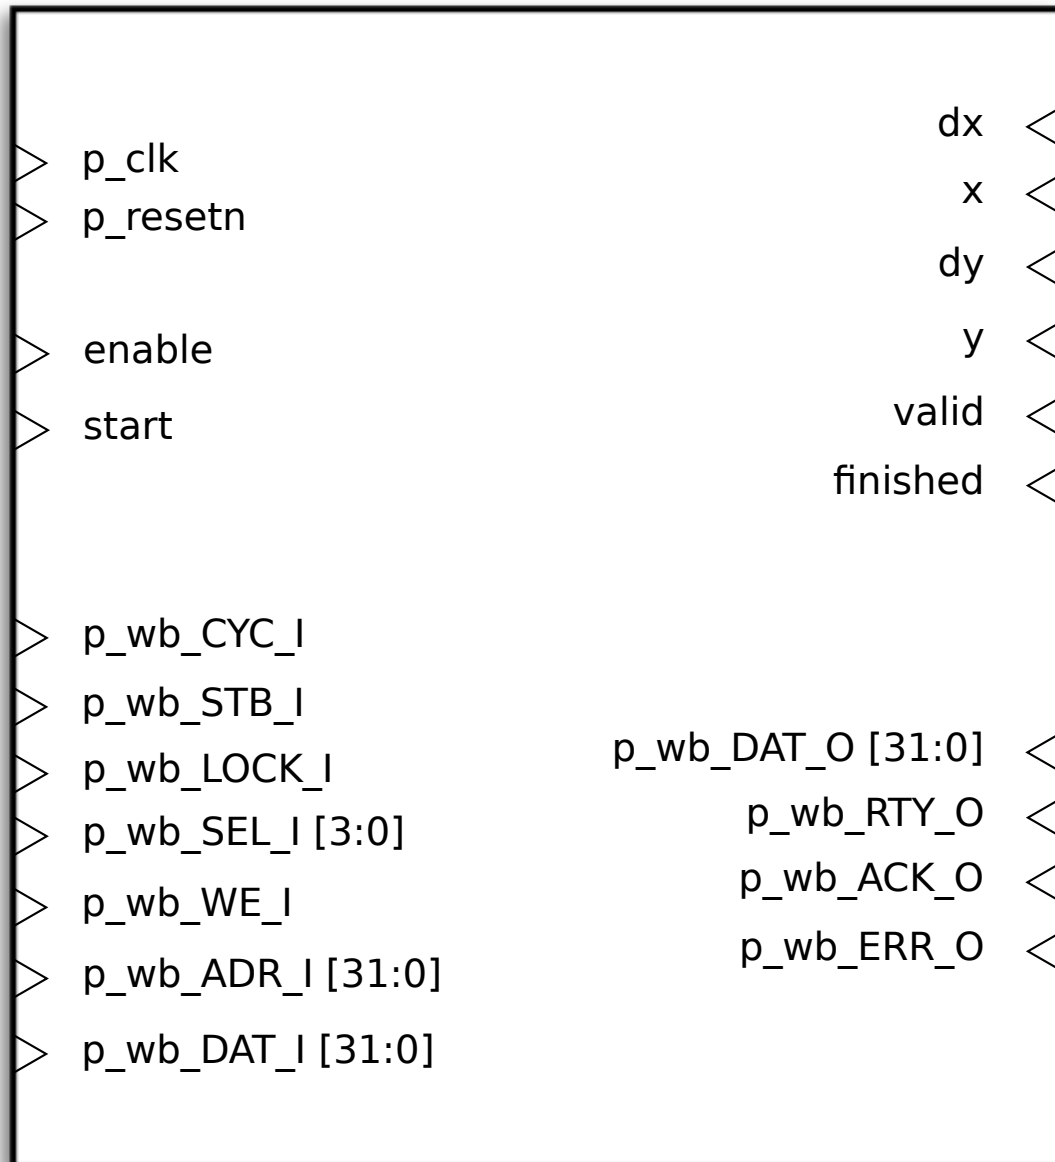 p_clk
p_resetn
enable
start
p_wb_CYC_I
p_wb_STB_I
p_wb_LOCK_I
p_wb_SEL_I [3:0]
p_wb_WE_I
p_wb_ADR_I [31:0]
p_wb_DAT_I [31:0]
dx
x
dy
y
valid
finished
p_wb_DAT_O [31:0]
p_wb_RTY_O
p_wb_ACK_O
p_wb_ERR_O